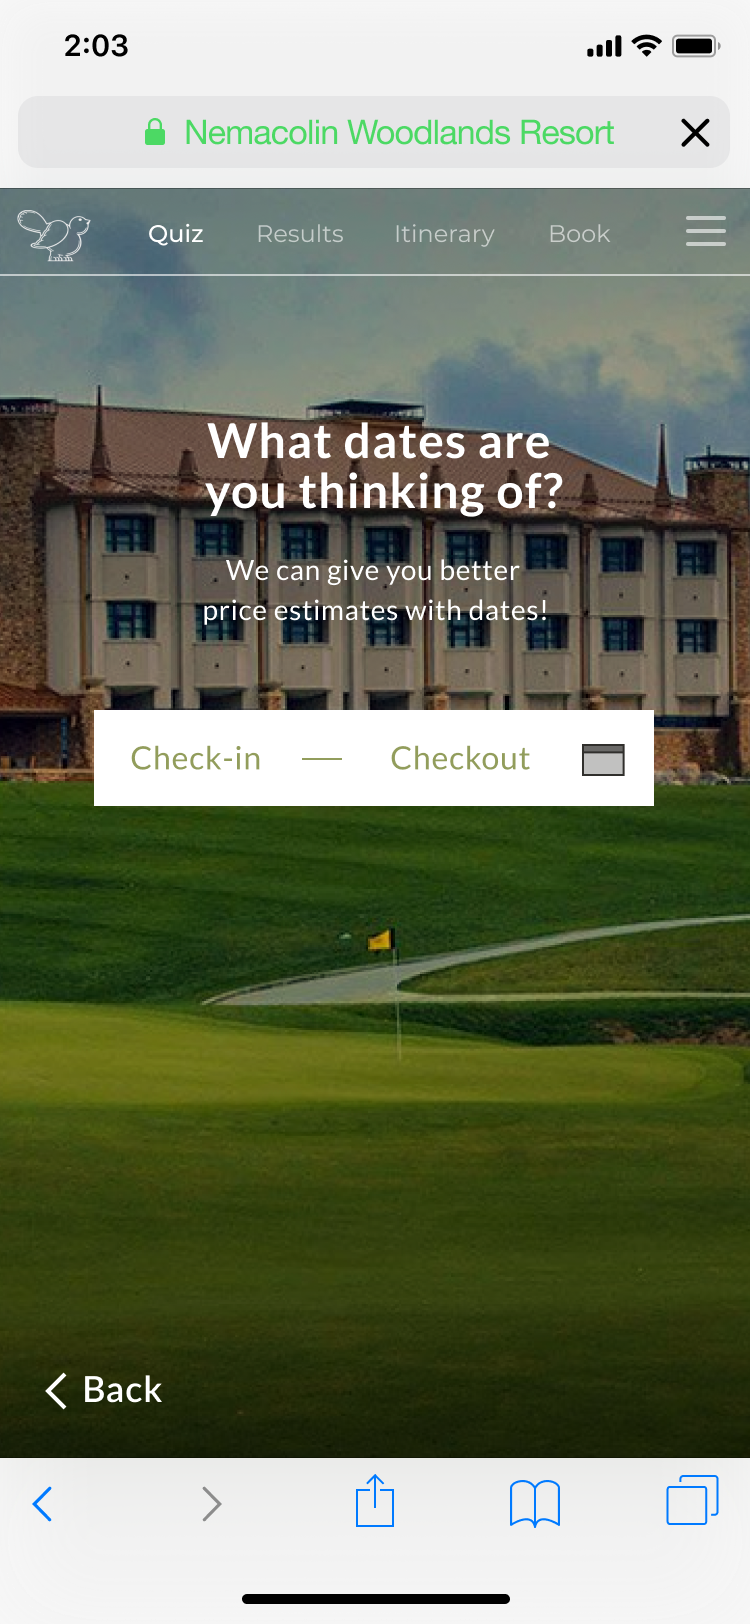 2:03
Nemacolin Woodlands Resort
Quiz Results Itinerary Book
What dates are
you thinking of?
We can give you better
price estimates with dates!
Check-in — Checkout
Back